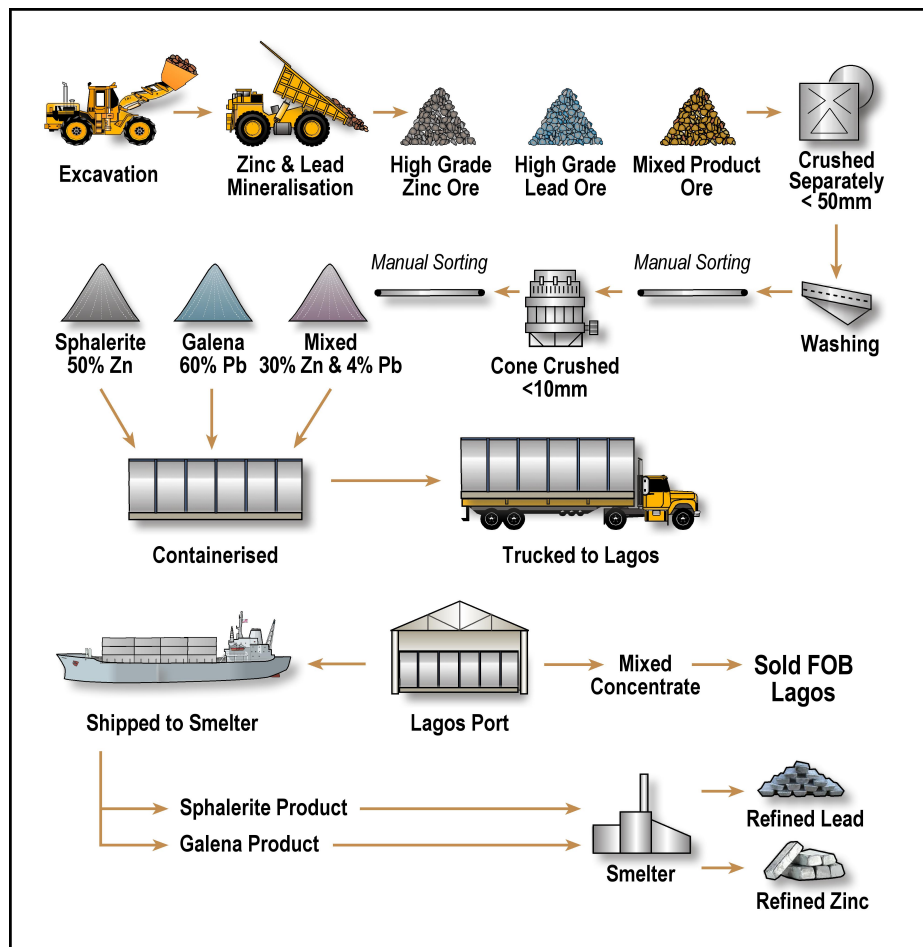 Excavation
Zinc & Lead
Mineralisation
High Grade
Zinc Ore
High Grade
Lead Ore
Mixed Product
Ore
Crushed
Separately
< 50mm
Washing
Manual Sorting
Cone Crushed
<10mm
Manual Sorting
Mixed
30% Zn & 4% Pb
Galena
60% Pb
Sphalerite
50% Zn
Containerised
Trucked to Lagos
Lagos Port
Mixed
Concentrate
Sold FOB
Lagos
Shipped to Smelter
Sphalerite Product
Galena Product
Smelter
Refined Lead
Refined Zinc